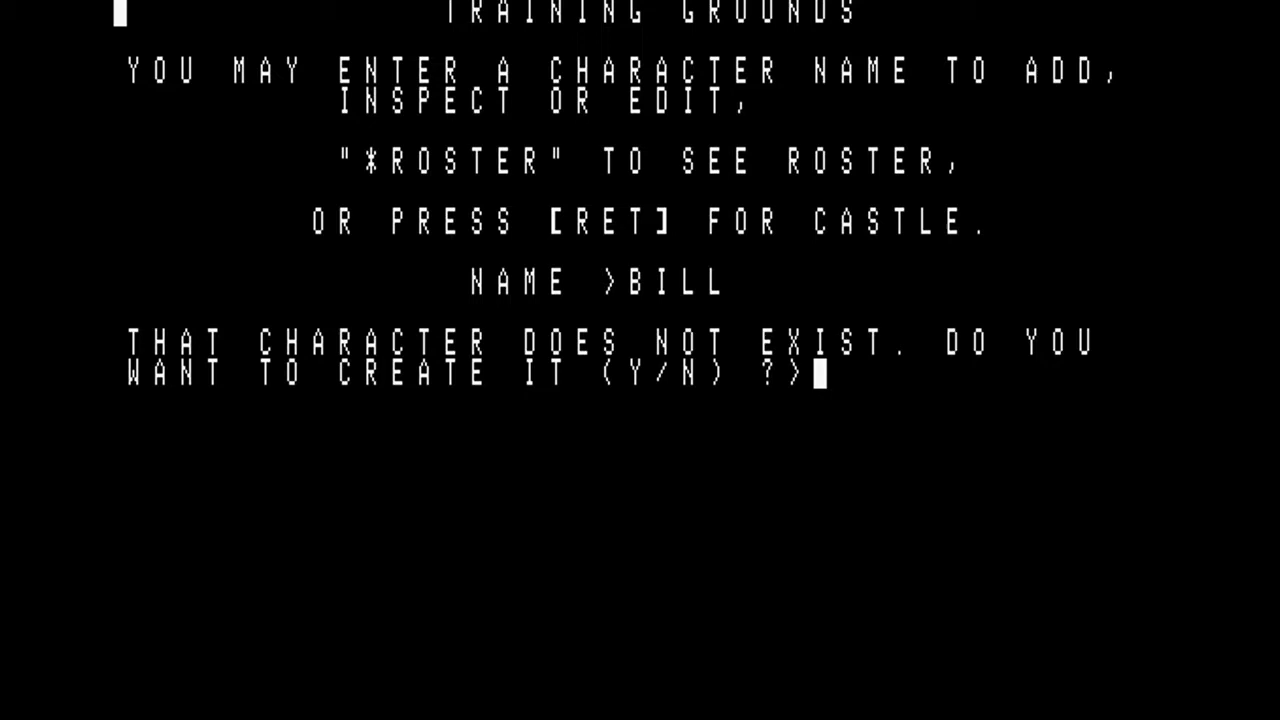 TRAINING GROUNDS
YOU MAY ENTER A CHARACTER NAME TO ADD,
INSPECT OR EDIT,
"*ROSTER" TO SEE ROSTER,
OR PRESS [RET] FOR CASTLE.
NAME >BILL
THAT CHARACTER DOES NOT EXIST. DO YOU
WANT TO CREATE IT (Y/N) ?>